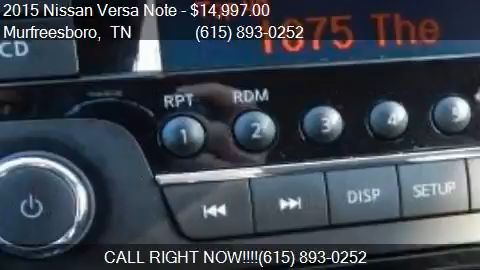 2015 Nissan Versa Note - $14,997.00
Murfreesboro, TN (615) 893-0252
1675 The
CD
RPT RDM
1 2 3 4 5
DISP SETUP
CALL RIGHT NOW!!!!(615) 893-0252